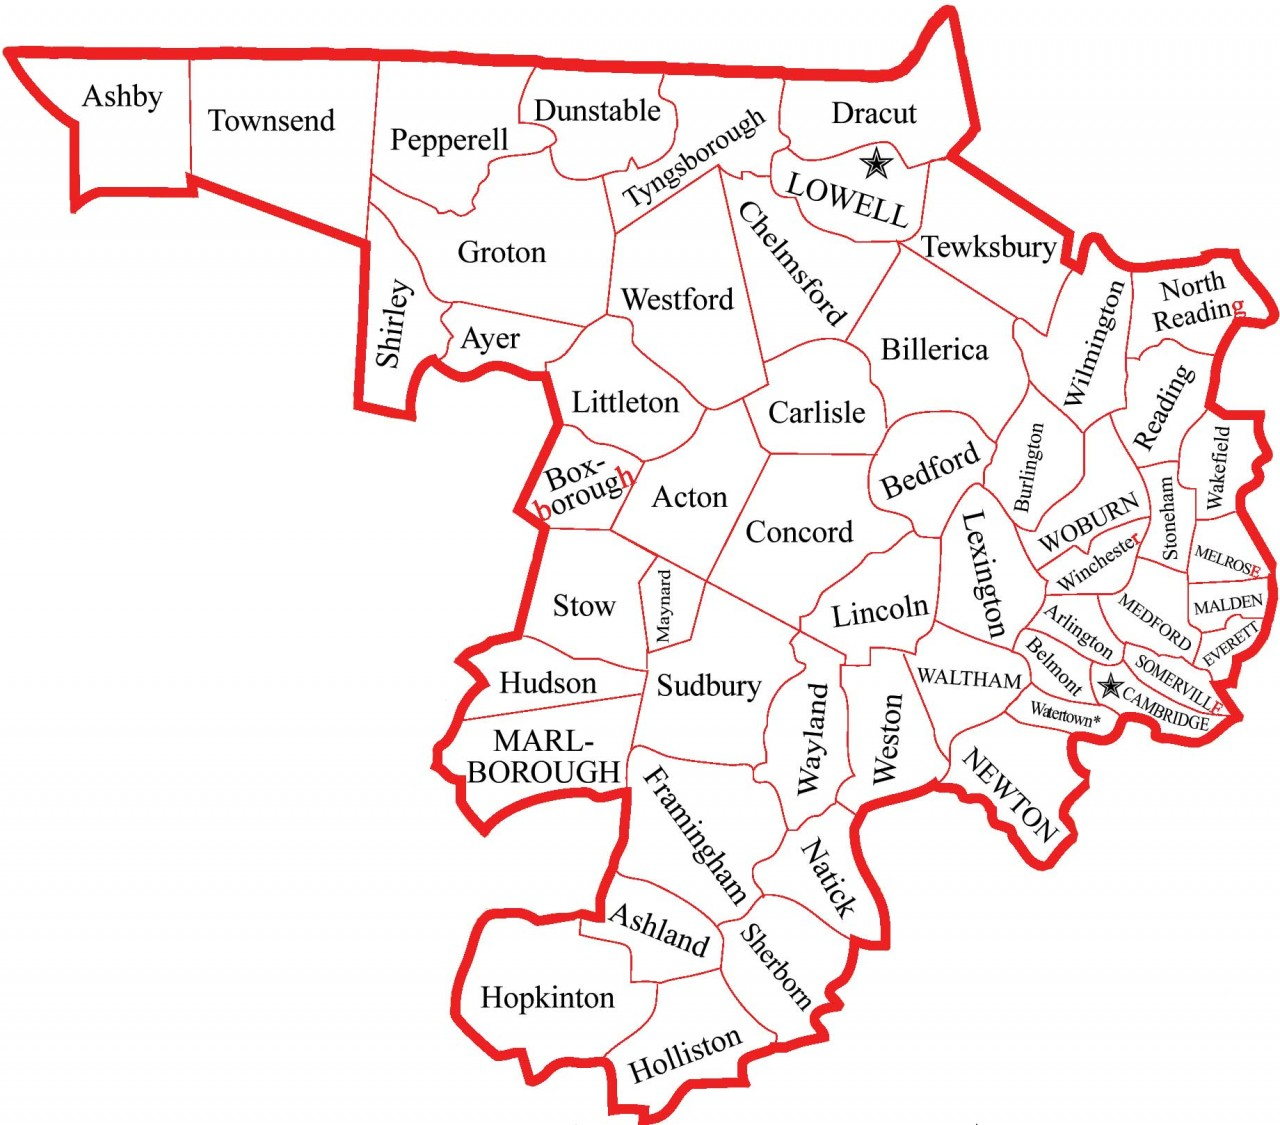 Ashby
Townsend
Pepperell
Dunstable
Tyngsborough
Dracut
LOWELL
Groton
Shirley
Ayer
Westford
Chelmsford
Tewksbury
Billerica
Wilmington
North
Reading
Reading
Littleton
Carlisle
Box-
borough
Acton
Concord
Bedford
Burlington
Wakefield
WOBURN
Stoneham
Winchester
MELROSE
Lexington
Stow
Maynard
Lincoln
Arlington
MEDFORD
MALDEN
EVERETT
Hudson
Sudbury
WALTHAM
Belmont
SOMERVILLE
CAMBRIDGE
Watertown*
MARL-
BOROUGH
Wayland
Weston
NEWTON
Framingham
Natick
Ashland
Sherborn
Hopkinton
Holliston